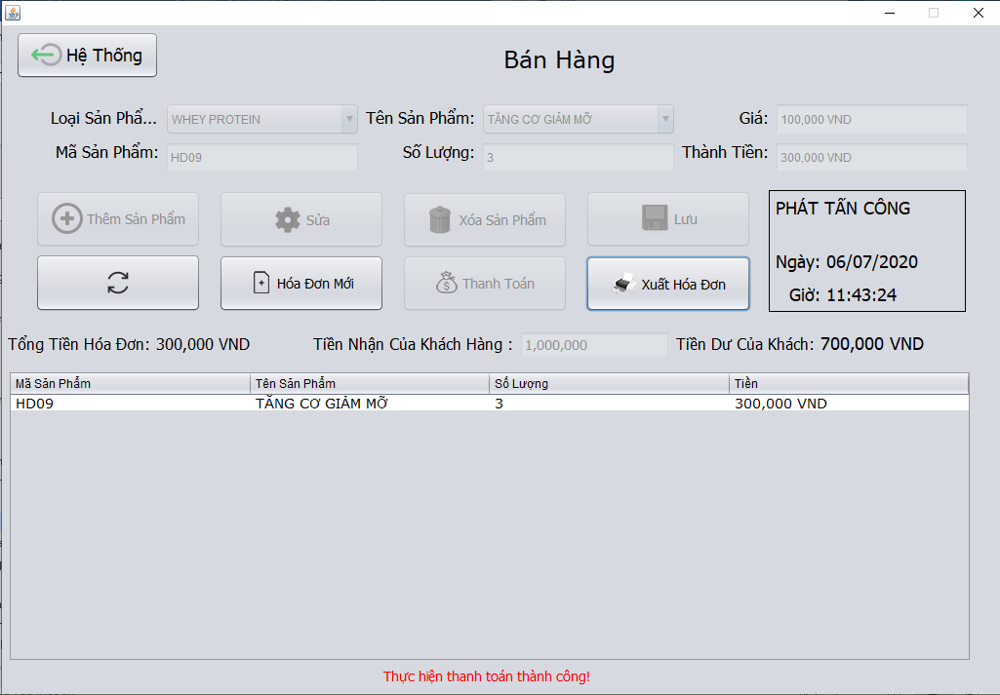 Hệ Thống
Bán Hàng
Loại Sản Phẩ... WHEY PROTEIN Tên Sản Phẩm: TĂNG CƠ GIẢM MỠ Giá: 100,000 VND
Mã Sản Phẩm: HD09 Số Lượng: 3 Thành Tiền: 300,000 VND
Thêm Sản Phẩm Sửa Xóa Sản Phẩm Lưu
PHÁT TẤN CÔNG
Ngày: 06/07/2020
Giờ: 11:43:24
Hóa Đơn Mới Thanh Toán Xuất Hóa Đơn
Tổng Tiền Hóa Đơn: 300,000 VND Tiền Nhận Của Khách Hàng : 1,000,000 Tiền Dư Của Khách: 700,000 VND
Mã Sản Phẩm Tên Sản Phẩm Số Lượng Tiền
HD09 TĂNG CƠ GIẢM MỠ 3 300,000 VND
Thực hiện thanh toán thành công!